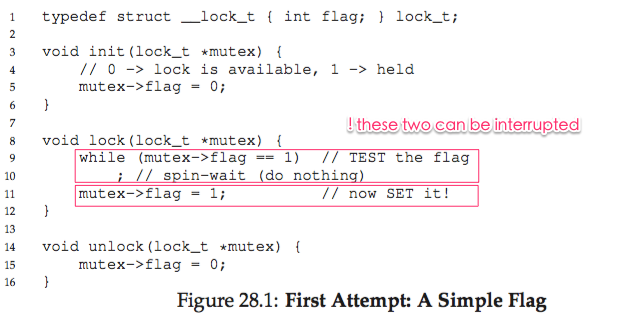 1 typedef struct __lock_t { int flag; } lock_t;
2
3 void init(lock_t *mutex) {
4 // 0 -> lock is available, 1 -> held
5 mutex->flag = 0;
6 }
7 ! these two can be interrupted
8 void lock(lock_t *mutex) {
9 while (mutex->flag == 1) // TEST the flag
10 ; // spin-wait (do nothing)
11 mutex->flag = 1; // now SET it!
12 }
13
14 void unlock(lock_t *mutex) {
15 mutex->flag = 0;
16 }
Figure 28.1: First Attempt: A Simple Flag